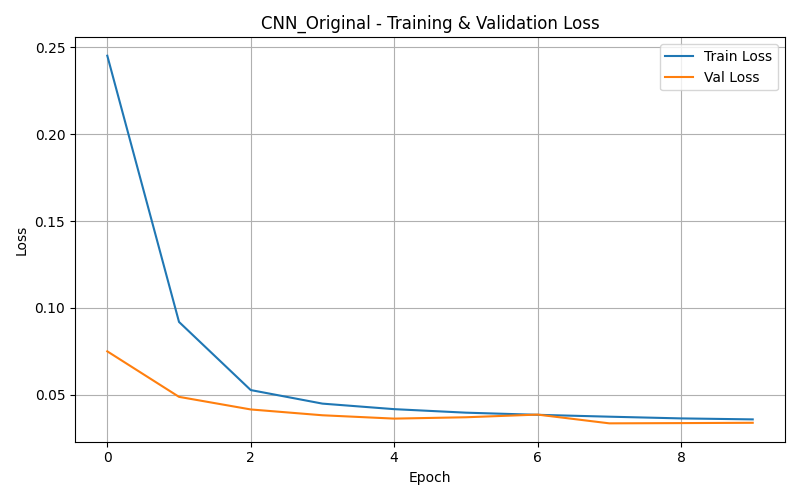 CNN_Original - Training & Validation Loss
Train Loss
Val Loss
Loss
0.25
0.20
0.15
0.10
0.05
0 2 4 6 8
Epoch